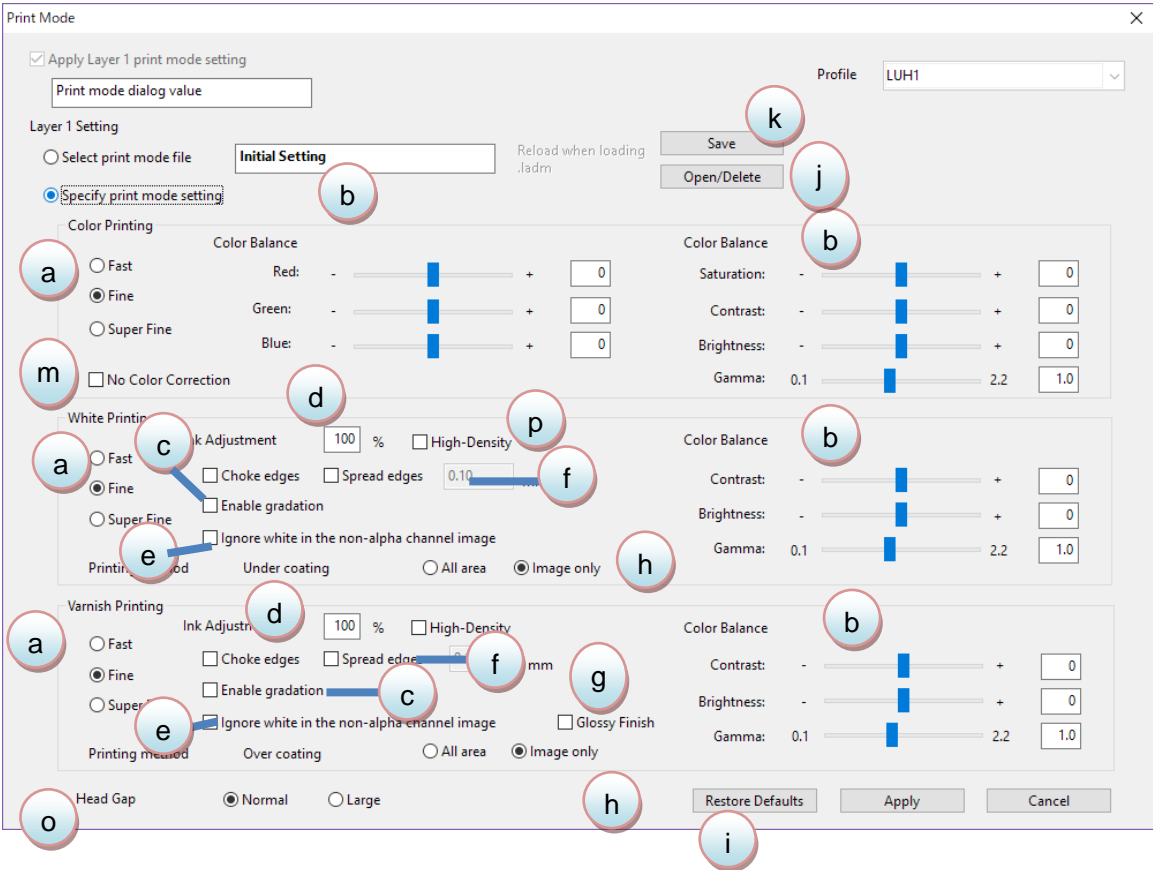 Print Mode
Apply Layer 1 print mode setting
Profile LUH1
Print mode dialog value
k
Layer 1 Setting
Save
Select print mode file Initial Setting Reload when loading
.ladm
Open/Delete j
b
Specify print mode setting
Color Printing
Color Balance Color Balance b
a Fast Red: - + 0 Saturation: - + 0
Fine
Green: - + 0 Contrast: - + 0
Super Fine
Blue: - + 0 Brightness: - + 0
m No Color Correction Gamma: 0.1 2.2 1.0
d
White Printing p
c Adjustment 100 % High-Density Color Balance b
a Fast
Choke edges Spread edges 0.10 f Contrast: - + 0
Fine
Enable gradation
Super Fine Brightness: - + 0
e Ignore white in the non-alpha channel image Gamma: 0.1 2.2 1.0
Under coating All area Image only h
Varnish Printing d
Ink 100 % High-Density Color Balance b
a Fast
Choke edges Spread edges f mm Contrast: - + 0
Fine g
Enable gradation c Brightness: - + 0
e Ignore white in the non-alpha channel image Glossy Finish
Gamma: 0.1 2.2 1.0
Printing method Over coating All area Image only
Head Gap Normal Large h Restore Defaults Apply Cancel
o
i